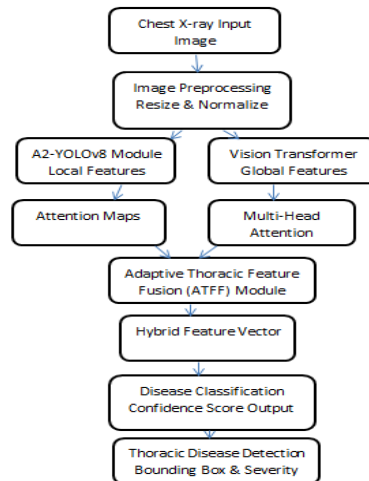 Chest X-ray Input
Image
Image Preprocessing
Resize & Normalize
A2-YOLOv8 Module
Local Features
Vision Transformer
Global Features
Attention Maps
Multi-Head
Attention
Adaptive Thoracic Feature
Fusion (ATFF) Module
Hybrid Feature Vector
Disease Classification
Confidence Score Output
Thoracic Disease Detection
Bounding Box & Severity